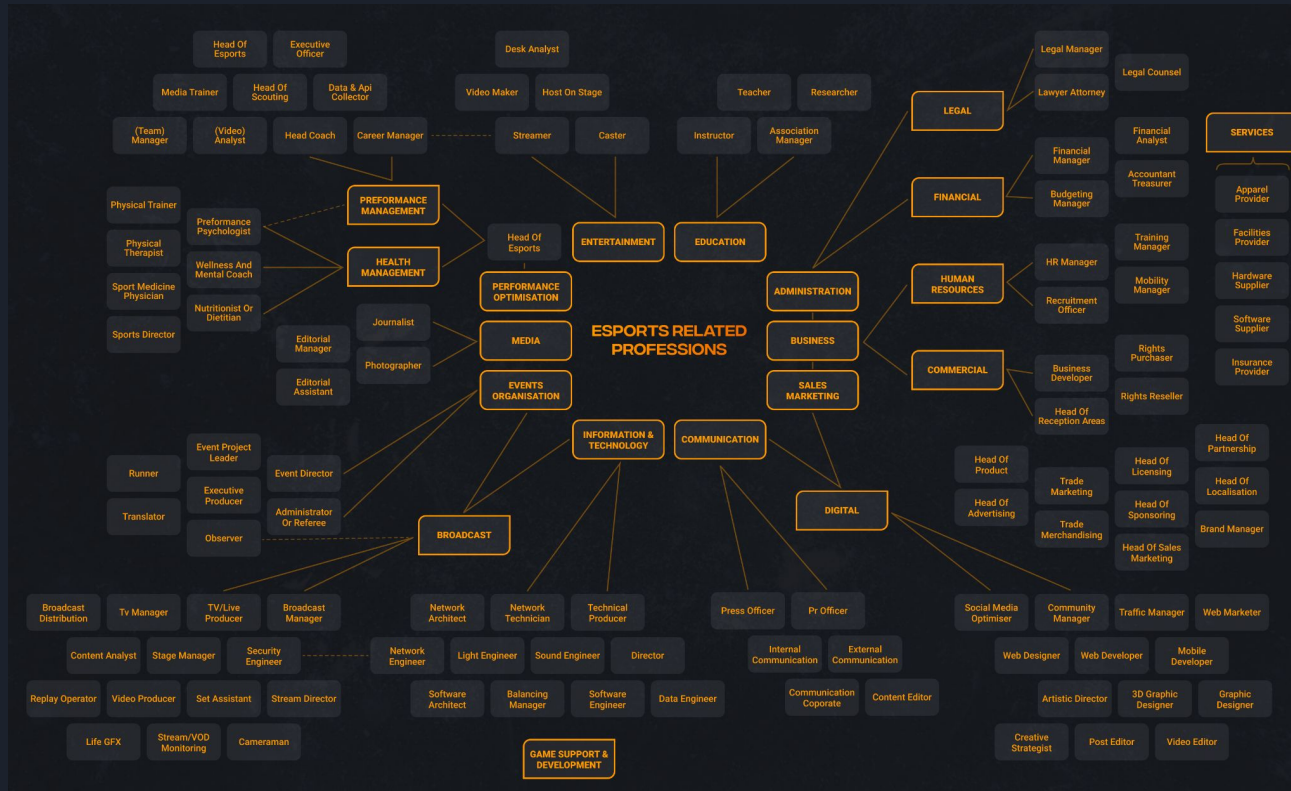 Head Of
Esports
Executive
Officer
Desk Analyst
Media Trainer
Head Of
Scouting
Data & Api
Collector
Video Maker
Host On Stage
Teacher
Researcher
(Team)
Manager
(Video)
Analyst
Head Coach
Career Manager
Streamer
Caster
Instructor
Association
Manager
Legal Manager
Legal Counsel
LEGAL
Lawyer Attorney
Financial
Manager
Financial
Analyst
FINANCIAL
Budgeting
Manager
Accountant
Treasurer
SERVICES
Apparel
Provider
Facilities
Provider
Hardware
Supplier
Software
Supplier
Insurance
Provider
Physical Trainer
Preformance
Psychologist
PREFORMANCE
MANAGEMENT
Physical
Therapist
Wellness And
Mental Coach
HEALTH
MANAGEMENT
Head Of
Esports
ENTERTAINMENT
EDUCATION
Sport Medicine
Physician
Nutritionist Or
Dietitian
PERFORMANCE
OPTIMISATION
ADMINISTRATION
HUMAN
RESOURCES
HR Manager
Training
Manager
Recruitment
Officer
Mobility
Manager
Sports Director
Editorial
Manager
Journalist
MEDIA
ESPORTS RELATED
PROFESSIONS
BUSINESS
Editorial
Assistant
Photographer
EVENTS
ORGANISATION
SALES
MARKETING
COMMERCIAL
Business
Developer
Rights
Purchaser
Head Of
Reception Areas
Rights Reseller
INFORMATION &
TECHNOLOGY
COMMUNICATION
Runner
Event Project
Leader
Event Director
Translator
Executive
Producer
Administrator
Or Referee
Observer
BROADCAST
DIGITAL
Head Of
Product
Head Of
Advertising
Trade
Marketing
Trade
Merchandising
Head Of
Licensing
Head Of
Sponsoring
Head Of Sales
Marketing
Head Of
Partnership
Head Of
Localisation
Brand Manager
Broadcast
Distribution
Tv Manager
TV/Live
Producer
Broadcast
Manager
Network
Architect
Network
Technician
Technical
Producer
Press Officer
Pr Officer
Social Media
Optimiser
Community
Manager
Traffic Manager
Web Marketer
Content Analyst
Stage Manager
Security
Engineer
Network
Engineer
Light Engineer
Sound Engineer
Director
Internal
Communication
External
Communication
Web Designer
Web Developer
Mobile
Developer
Replay Operator
Video Producer
Set Assistant
Stream Director
Software
Architect
Balancing
Manager
Software
Engineer
Data Engineer
Communication
Coporate
Content Editor
Artistic Director
3D Graphic
Designer
Graphic
Designer
Life GFX
Stream/VOD
Monitoring
Cameraman
GAME SUPPORT &
DEVELOPMENT
Creative
Strategist
Post Editor
Video Editor